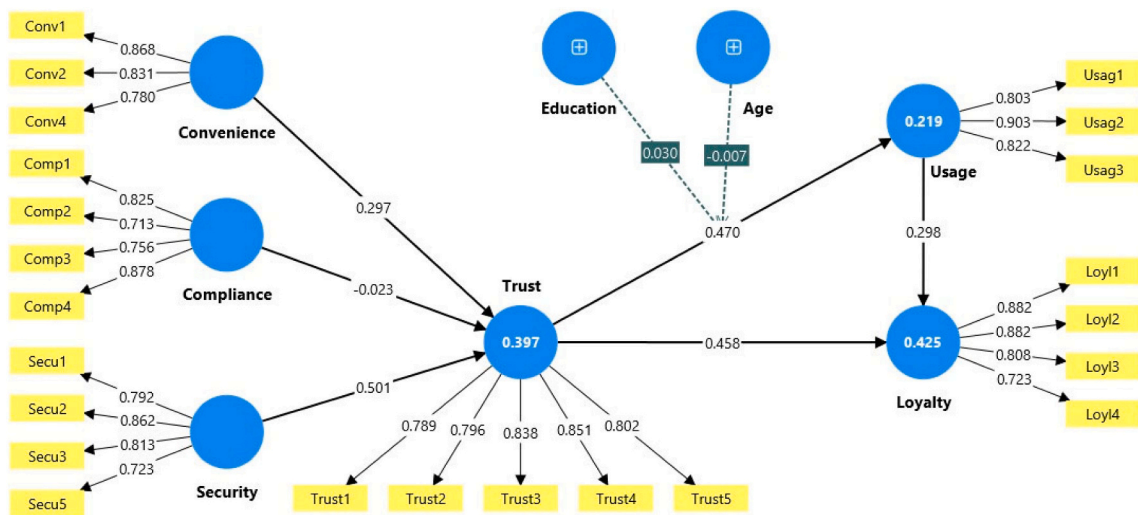 Conv1
0.868
Conv2
0.831
Conv4
0.780
Convenience
Comp1
0.825
Comp2
0.713
Comp3
0.756
Comp4
0.878
Compliance
Secu1
0.792
Secu2
0.862
Secu3
0.813
Secu5
0.723
Security
0.297
-0.023
0.501
Trust
0.397
0.789
0.796
0.838
0.851
0.802
Trust1
Trust2
Trust3
Trust4
Trust5
Education
Age
0.030
-0.007
0.470
0.458
0.219
Usage
0.803
0.903
0.822
Usag1
Usag2
Usag3
0.298
0.425
Loyalty
0.882
0.882
0.808
0.723
Loyl1
Loyl2
Loyl3
Loyl4